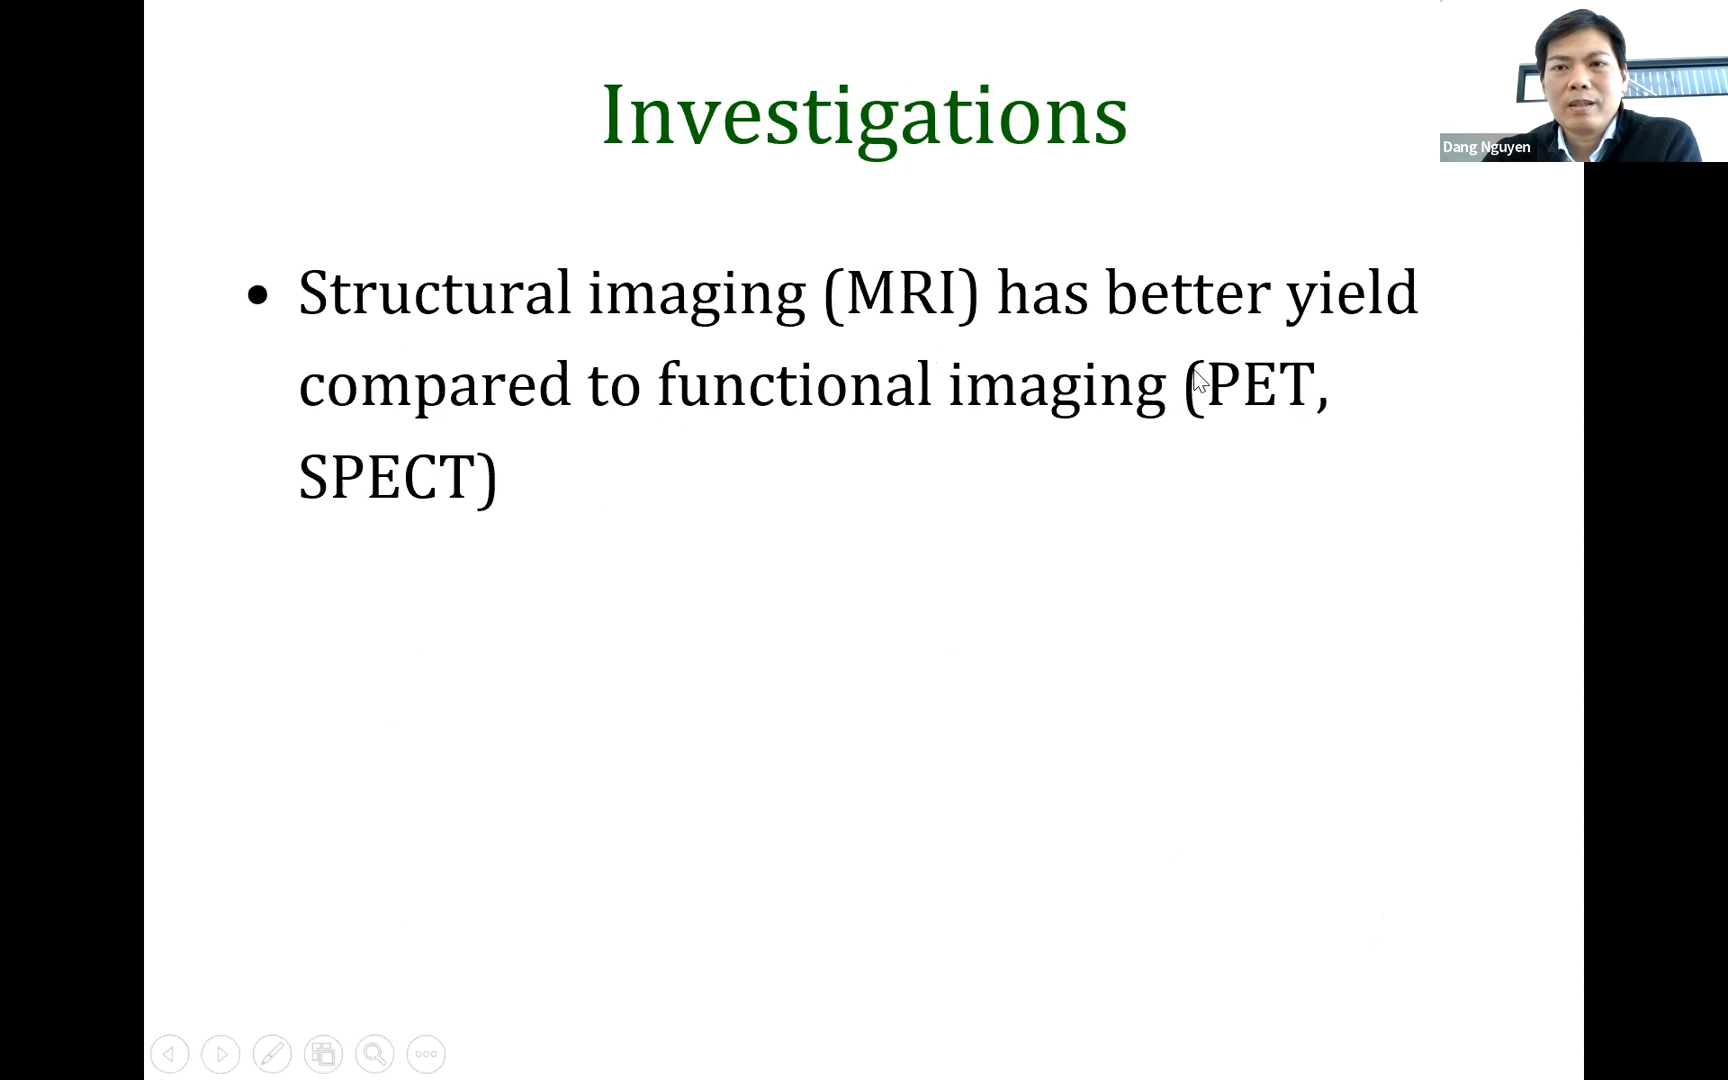 Investigations
Dang Nguyen
• Structural imaging (MRI) has better yield
compared to functional imaging (PET,
SPECT)